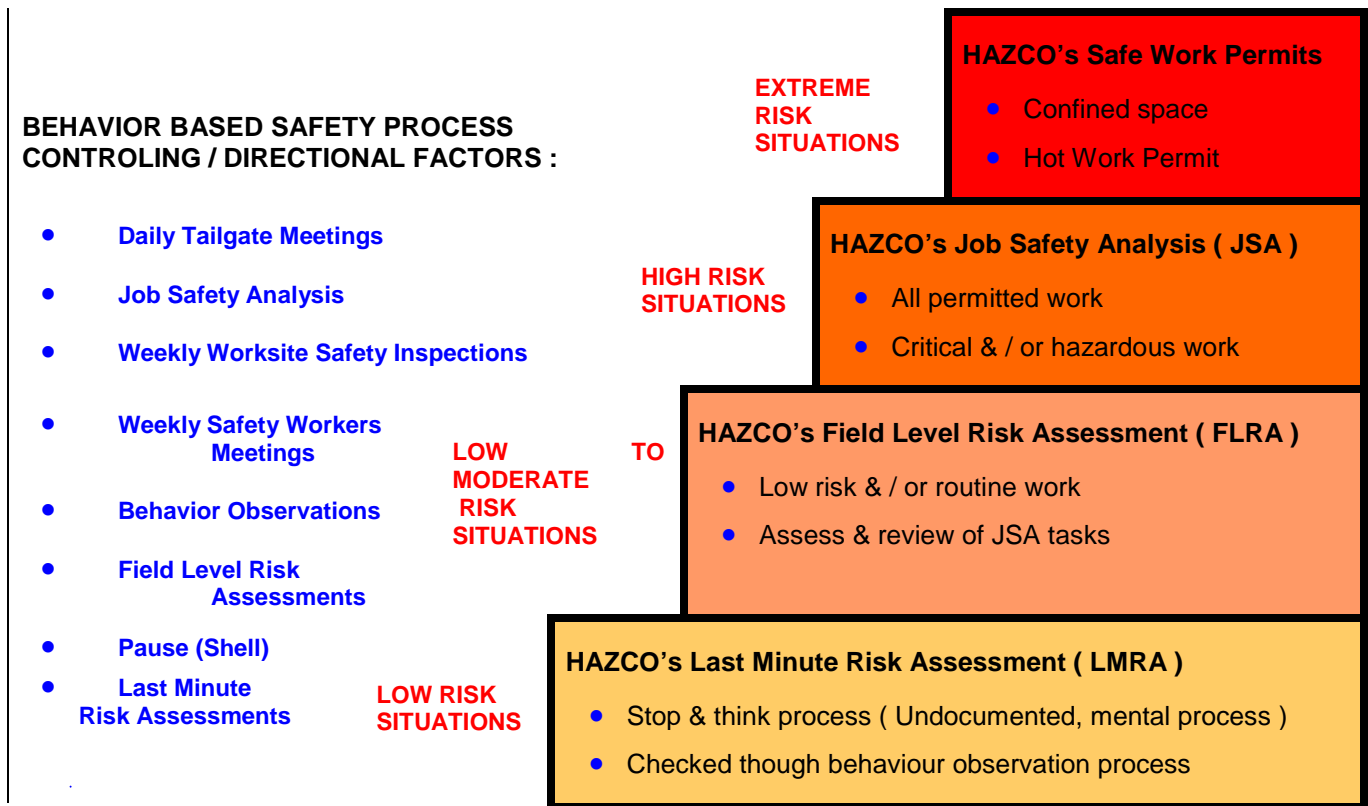 BEHAVIOR BASED SAFETY PROCESS
CONTROLING / DIRECTIONAL FACTORS :
• Daily Tailgate Meetings
• Job Safety Analysis
• Weekly Worksite Safety Inspections
• Weekly Safety Workers
Meetings
• Behavior Observations
• Field Level Risk
Assessments
• Pause (Shell)
• Last Minute
Risk Assessments
EXTREME
RISK
SITUATIONS
HAZCO’s Safe Work Permits
• Confined space
• Hot Work Permit
HIGH RISK
SITUATIONS
HAZCO’s Job Safety Analysis ( JSA )
• All permitted work
• Critical & / or hazardous work
LOW TO
MODERATE
RISK
SITUATIONS
HAZCO’s Field Level Risk Assessment ( FLRA )
• Low risk & / or routine work
• Assess & review of JSA tasks
LOW RISK
SITUATIONS
HAZCO’s Last Minute Risk Assessment ( LMRA )
• Stop & think process ( Undocumented, mental process )
• Checked though behaviour observation process